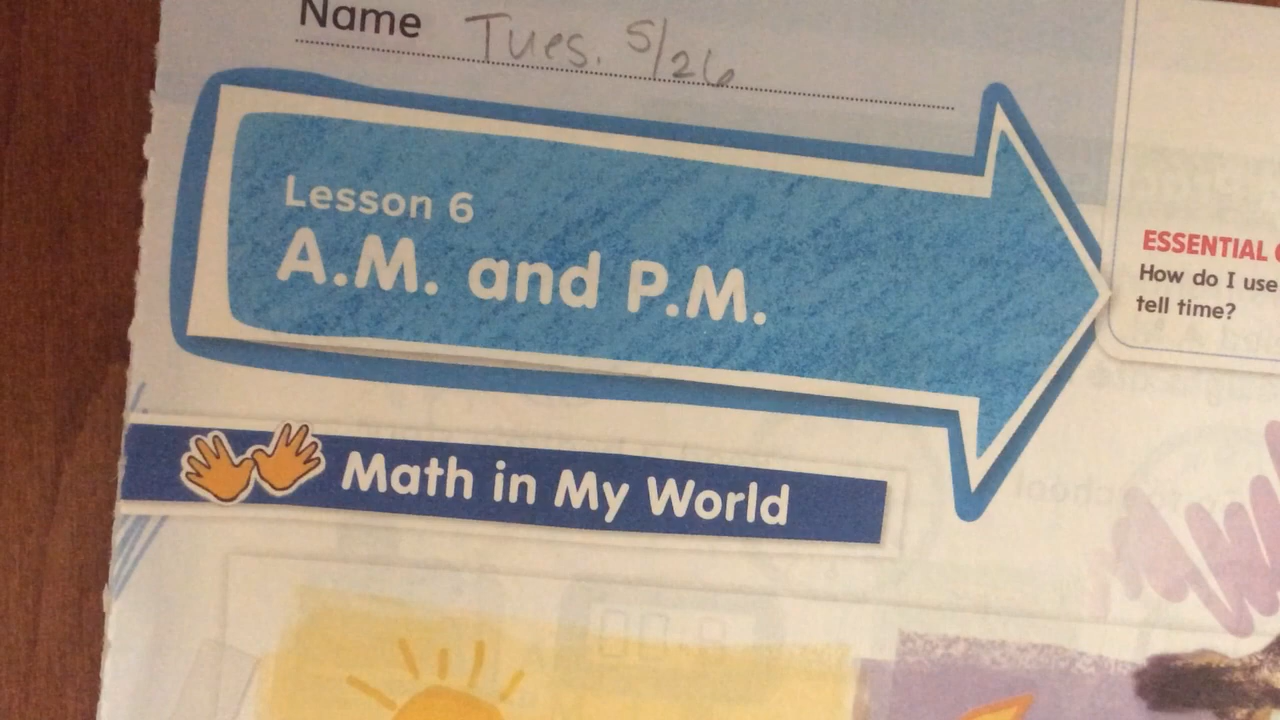 Name Tues. 5/26
Lesson 6
A.M. and P.M.
ESSENTIAL
How do I use
tell time?
Math in My World